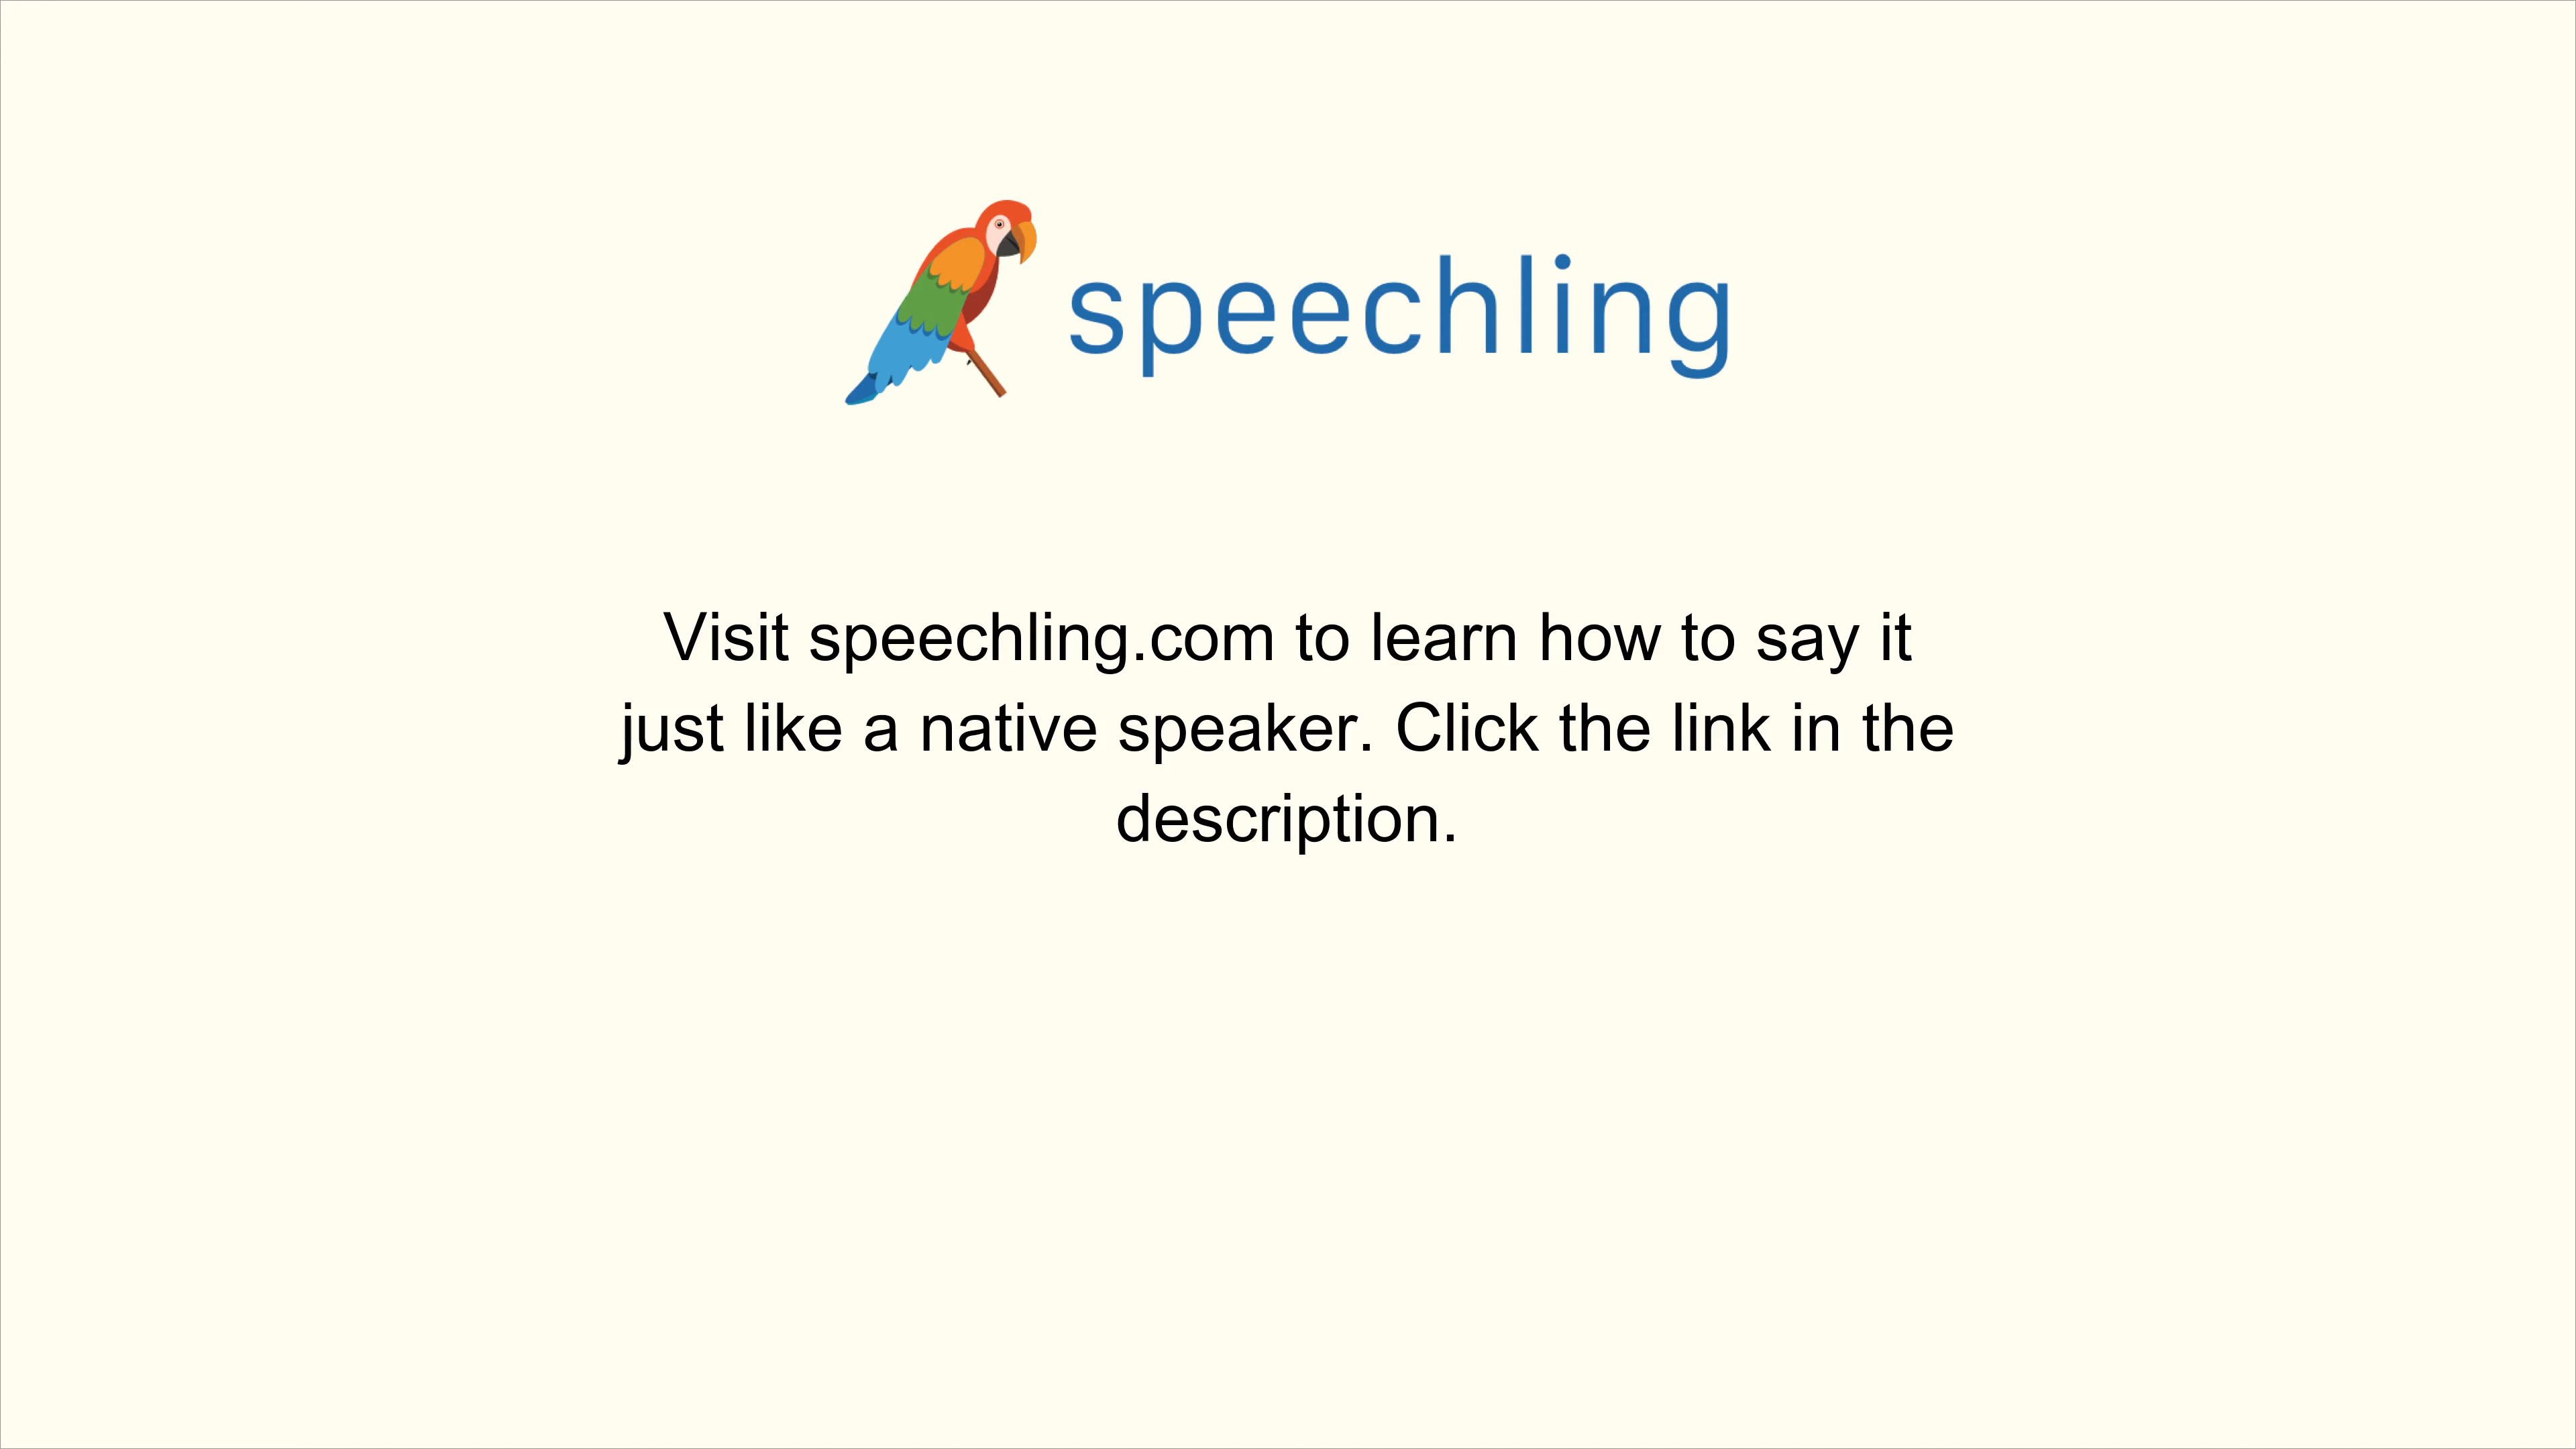 speechling
Visit speechling.com to learn how to say it
just like a native speaker. Click the link in the
description.